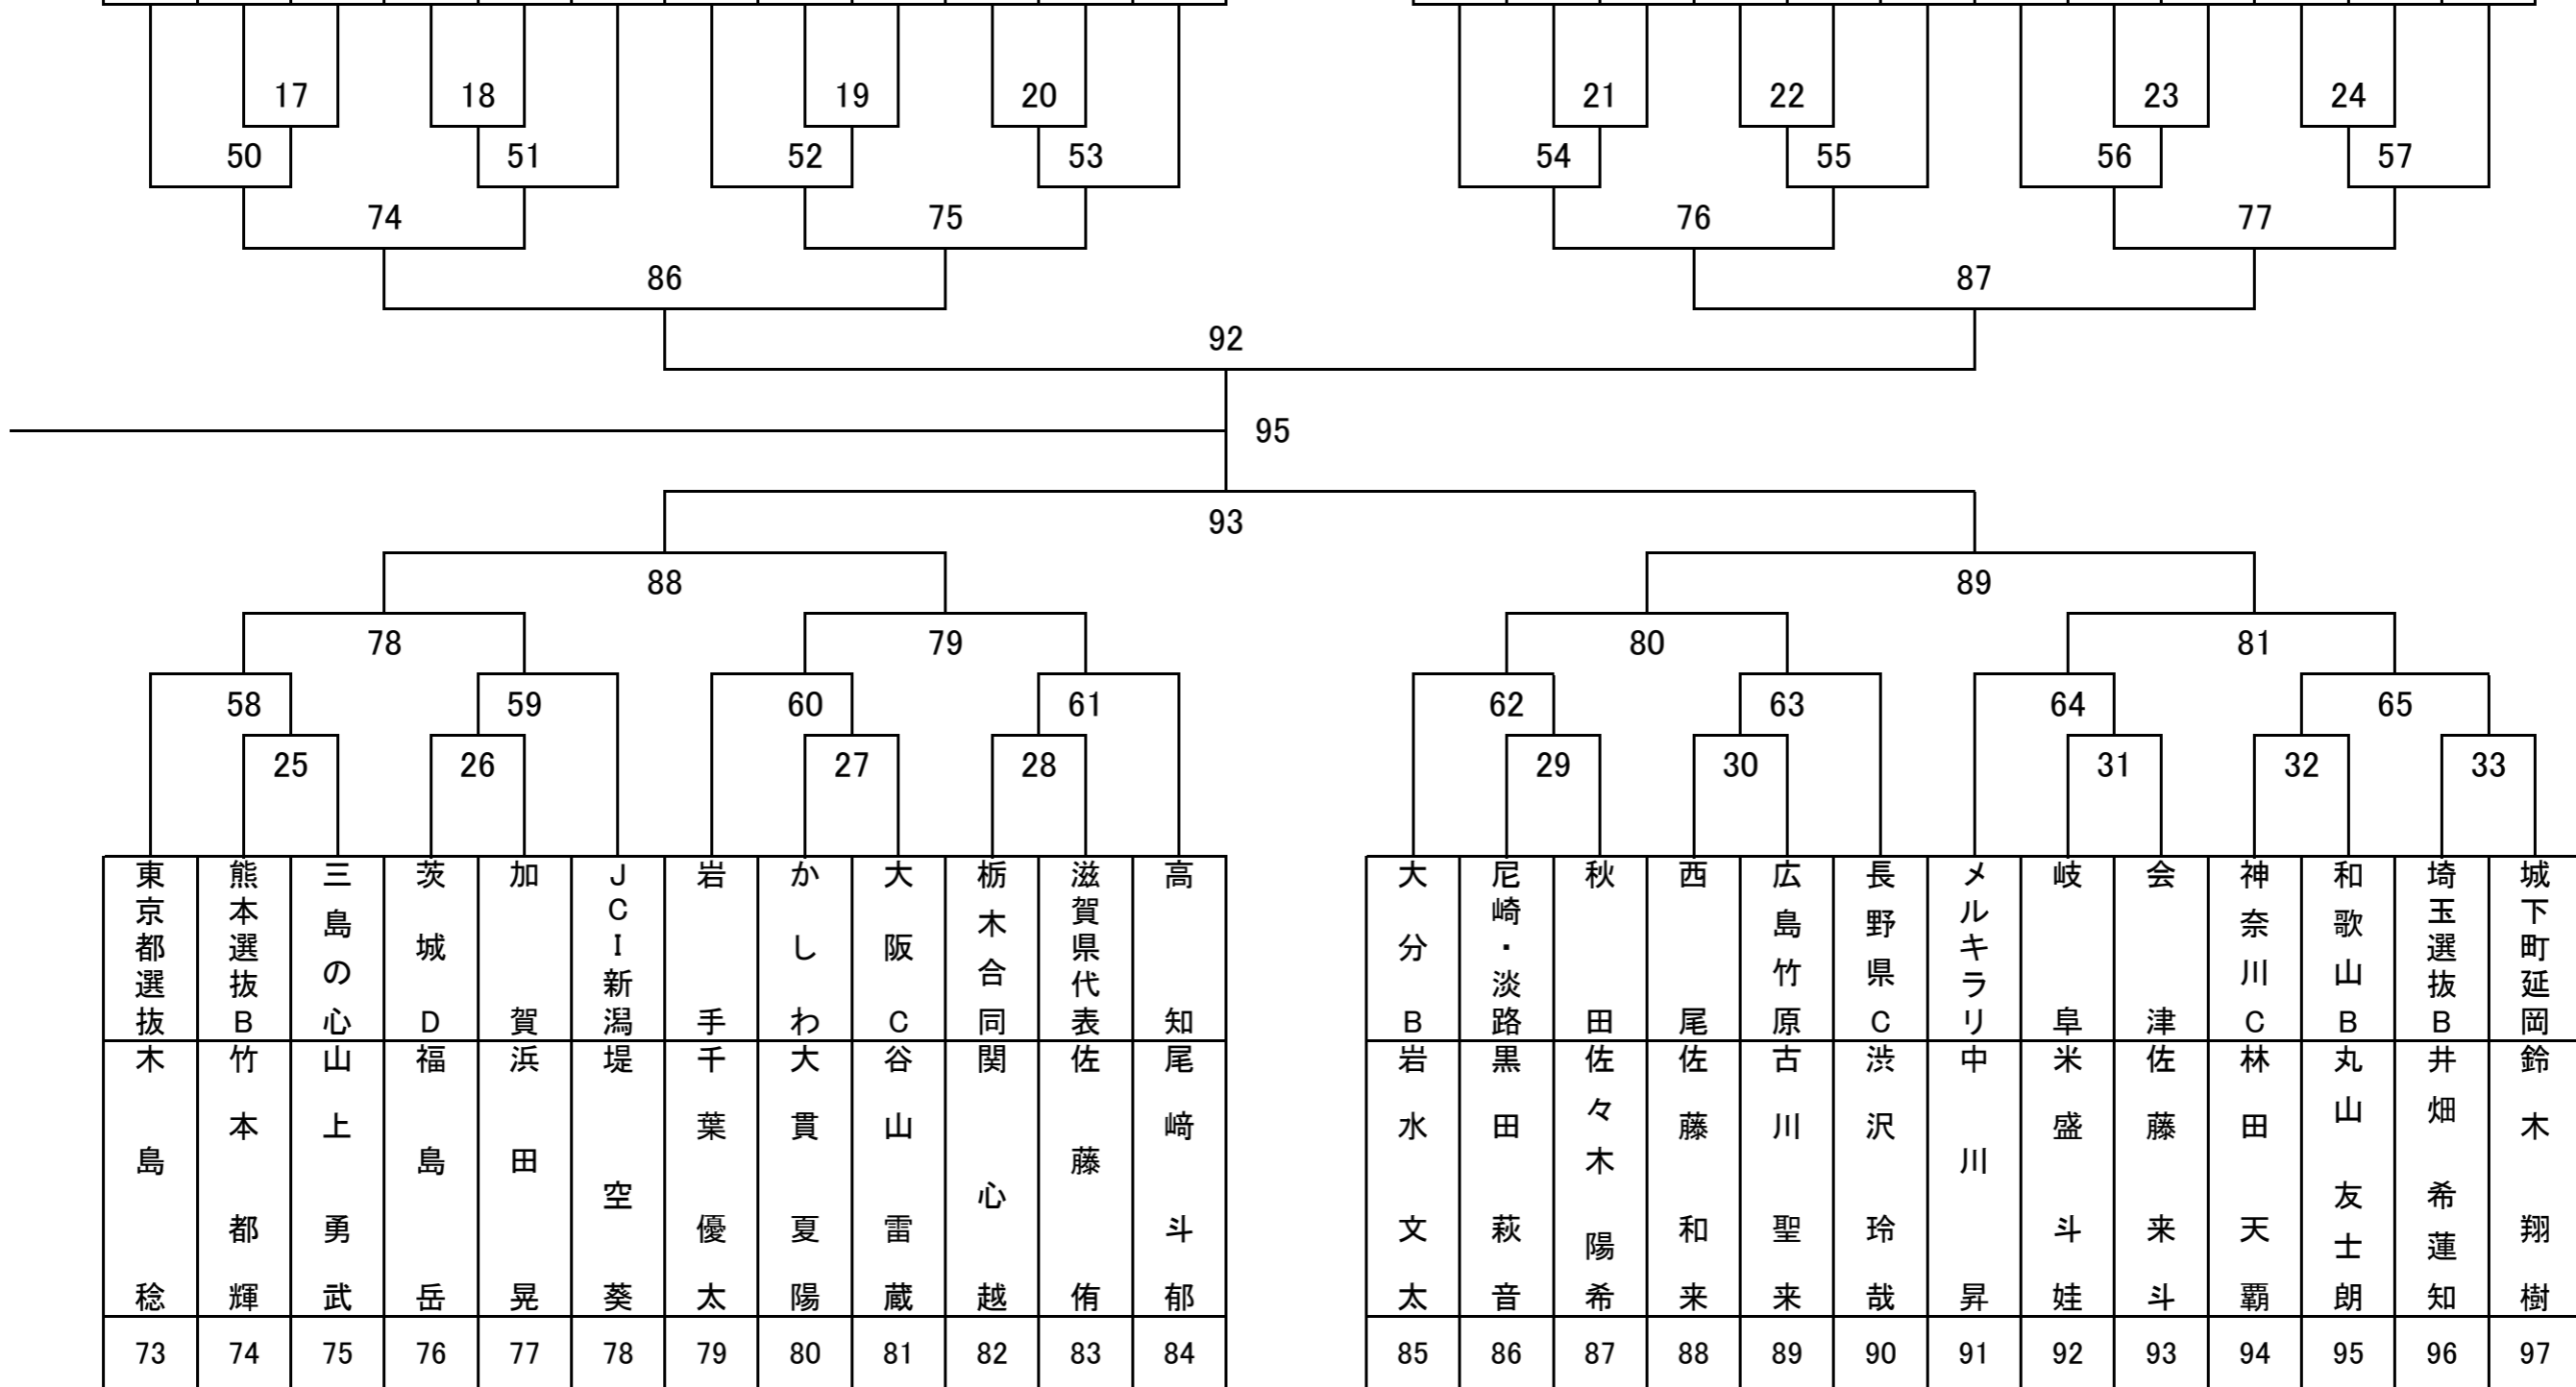 17 18 19 20 21 22 23 24
50 51 52 53 54 55 56 57
74 75 76 77
86 87
92
95
93
88 89
78 79 80 81
58 59 60 61 62 63 64 65
25 26 27 28 29 30 31 32 33
東京都選抜
木島 稔
73
熊本選抜B
竹本 都輝
74
三島の心
山上 勇武
75
茨城D
福島 岳
76
加賀
浜田 晃
77
JCI新潟
堤 空葵
78
岩手
千葉 優太
79
かしわ
大貫 夏陽
80
大阪C
谷山 雷蔵
81
栃木合同
関 心越
82
滋賀県代表
佐藤 侑
83
高知
尾﨑 斗郁
84
大分B
岩水 文太
85
尼崎・淡路
黒田 萩音
86
秋田
佐々木 陽希
87
西尾
佐藤 和来
88
広島竹原
古川 聖来
89
長野県C
渋沢 玲哉
90
メルキラリ
中川 昇
91
岐阜
米盛 斗娃
92
会津
佐藤 来斗
93
神奈川C
林田 天覇
94
和歌山B
丸山 友士朗
95
埼玉選抜B
井畑 希蓮知
96
城下町延岡
鈴木 翔樹
97